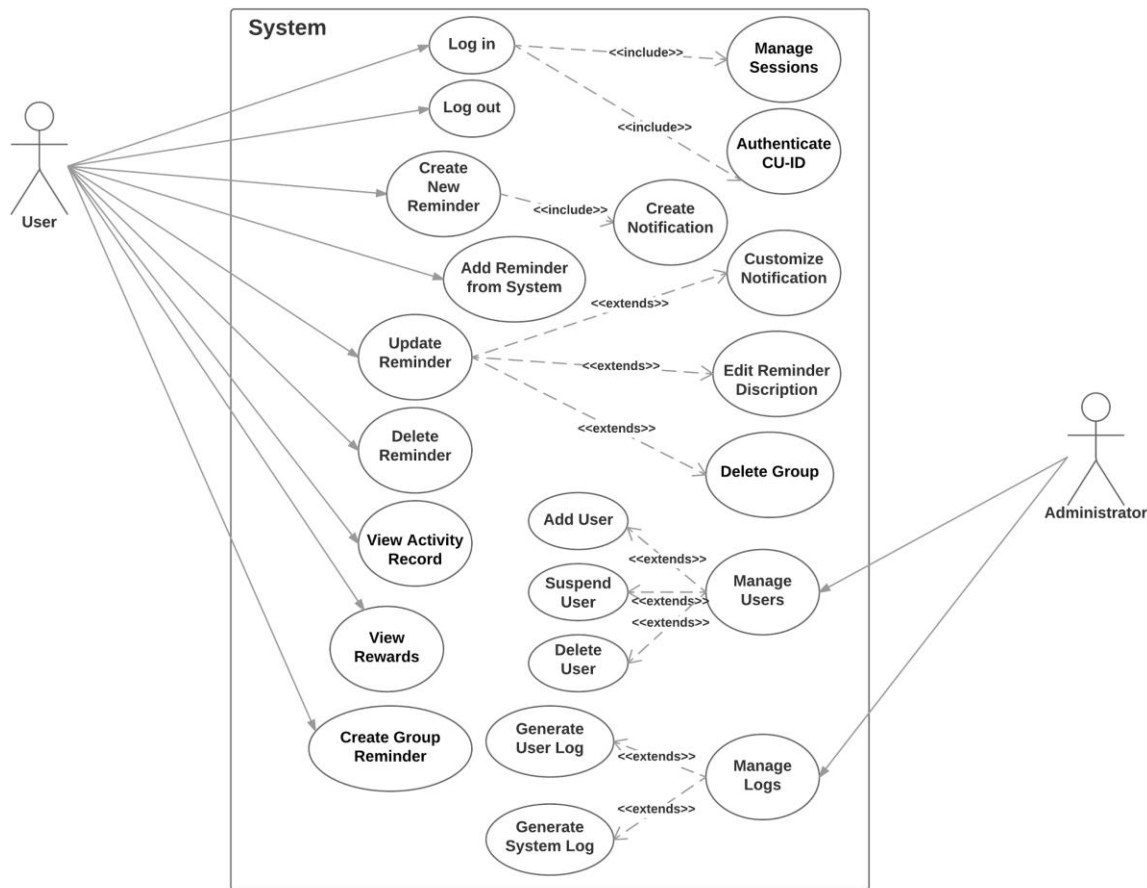 System
Log in
<<include>>
Manage
Sessions
Log out
<<include>>
Authenticate
CU-ID
User
Create
New
Reminder
<<include>>
Create
Notification
Add Reminder
from System
Customize
Notification
<<extends>>
Update
Reminder
<<extends>>
Edit Reminder
Discription
<<extends>>
Delete
Reminder
Delete Group
Administrator
View Activity
Record
Add User
<<extends>>
Suspend
User
<<extends>>
Manage
Users
<<extends>>
Delete
User
View
Rewards
Create Group
Reminder
Generate
User Log
<<extends>>
Manage
Logs
<<extends>>
Generate
System Log